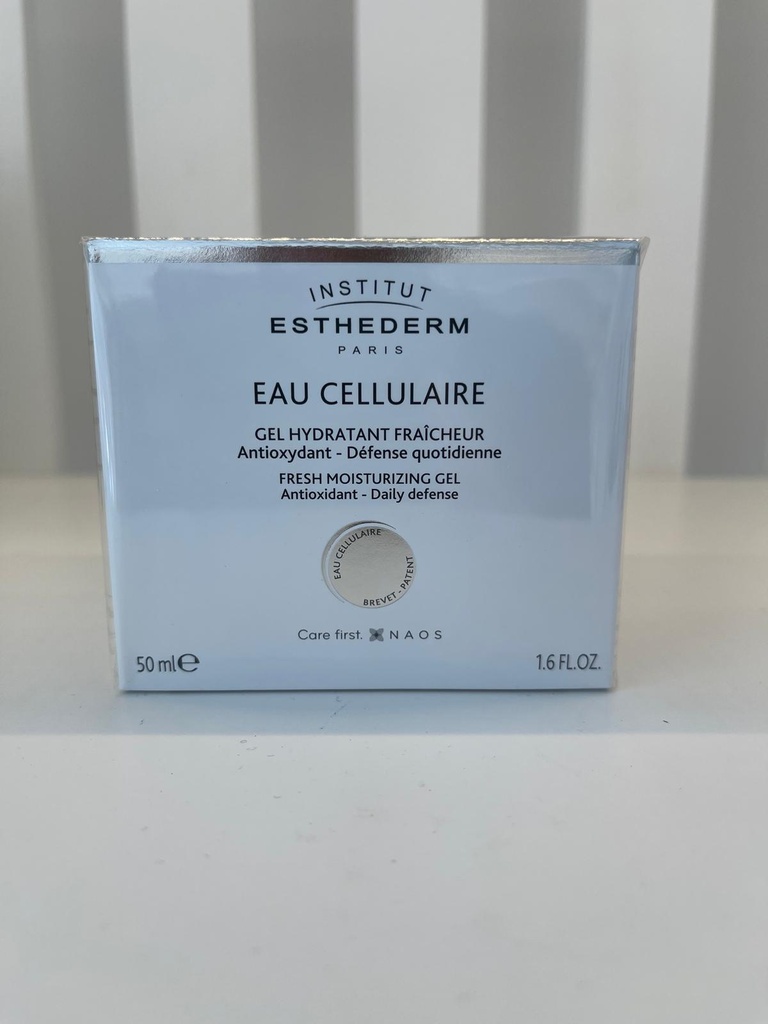 INSTITUT
ESTHEDERM
PARIS
EAU CELLULAIRE
GEL HYDRATANT FRAÎCHEUR
Antioxydant - Défense quotidienne
FRESH MOISTURIZING GEL
Antioxidant - Daily defense
EAU CELLULAIRE
BREVET - PATENT
Care first. NAOS
50 ml℮ 1.6 FL.OZ.